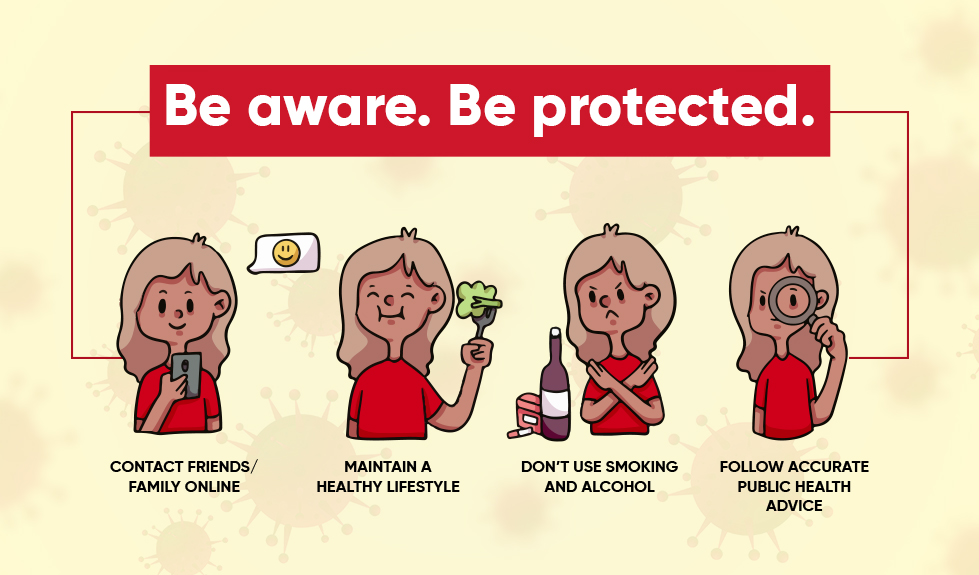 Be aware. Be protected.
CONTACT FRIENDS/
FAMILY ONLINE
MAINTAIN A
HEALTHY LIFESTYLE
DON'T USE SMOKING
AND ALCOHOL
FOLLOW ACCURATE
PUBLIC HEALTH
ADVICE